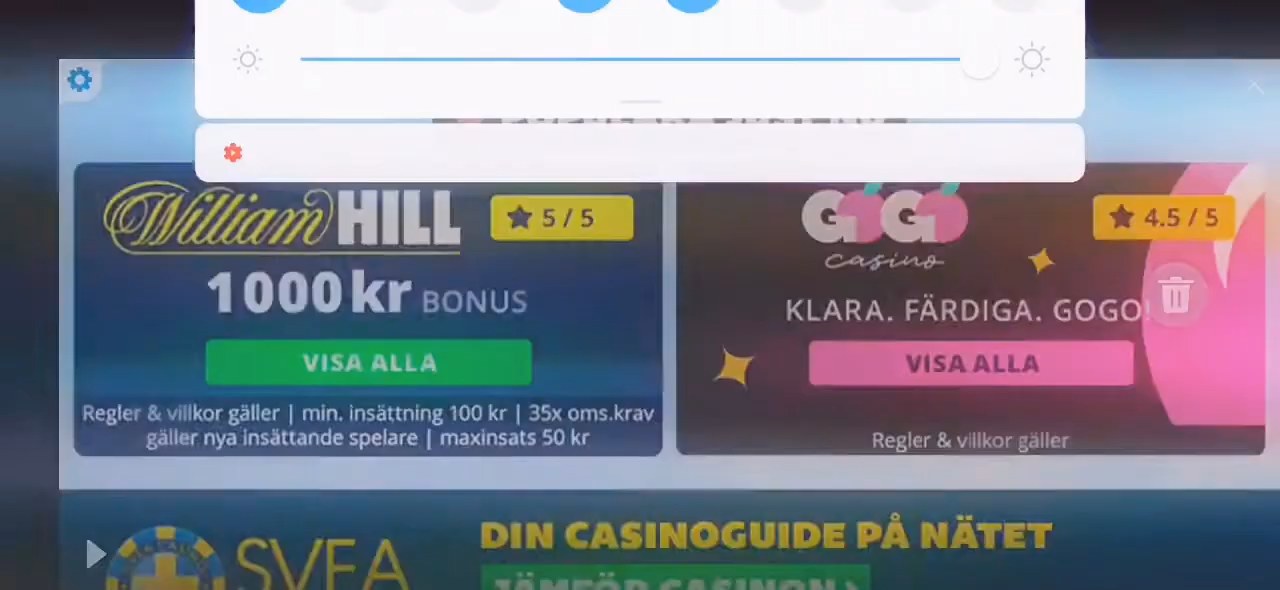 William HILL
5 / 5
1000 kr BONUS
VISA ALLA
Regler & villkor gäller | min. insättning 100 kr | 35x oms.krav
gäller nya insättande spelare | maxinsats 50 kr
GOGO
casino
4.5 / 5
KLARA. FÄRDIGA. GOGO!
VISA ALLA
Regler & villkor gäller
SVEA
DIN CASINOGUIDE PÅ NÄTET
JÄMFÖR CASINON >